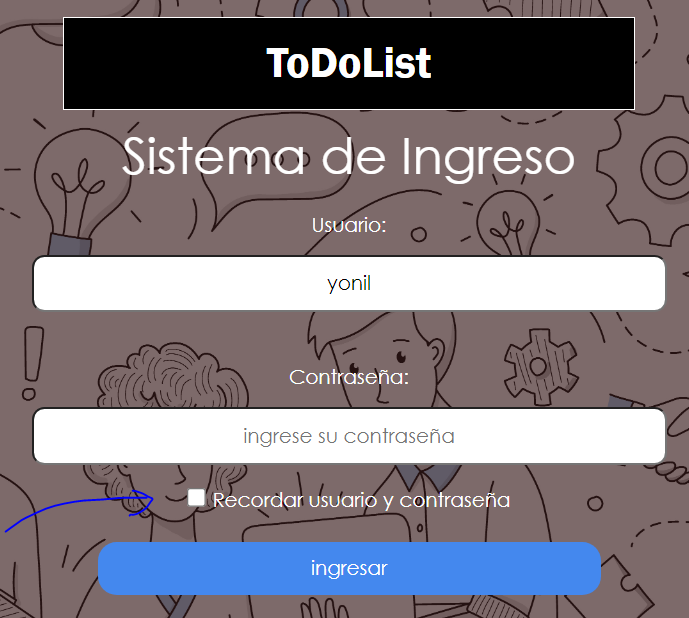 ToDoList
Sistema de Ingreso
Usuario:
yonil
Contraseña:
ingrese su contraseña
Recordar usuario y contraseña
ingresar